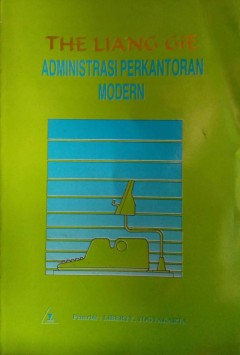 THE LIANG GIE
ADMINISTRASI PERKANTORAN
MODERN